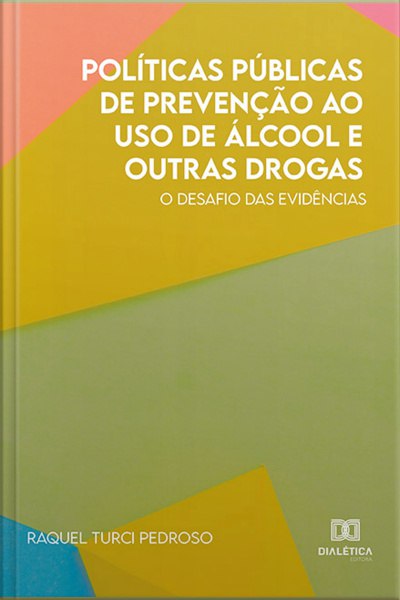 POLÍTICAS PÚBLICAS
DE PREVENÇÃO AO
USO DE ÁLCOOL E
OUTRAS DROGAS
O DESAFIO DAS EVIDÊNCIAS
RAQUEL TURCI PEDROSO
DIALÉTICA
EDITORA